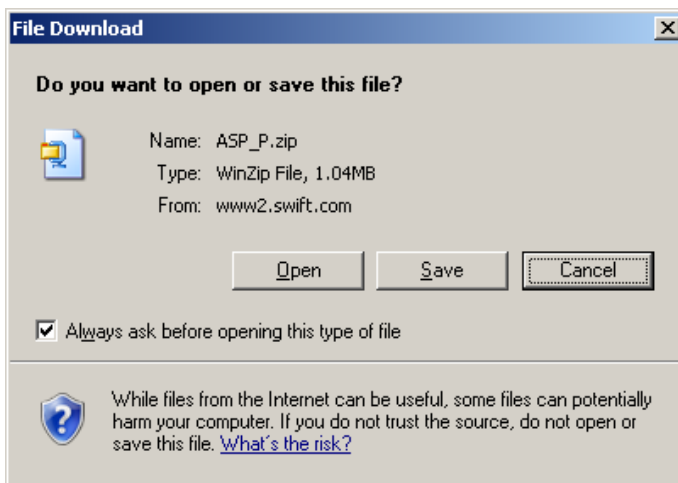 File Download
Do you want to open or save this file?
Name: ASP_P.zip
Type: WinZip File, 1.04MB
From: www2.swift.com
Open Save Cancel
Always ask before opening this type of file
While files from the Internet can be useful, some files can potentially
harm your computer. If you do not trust the source, do not open or
save this file. What's the risk?